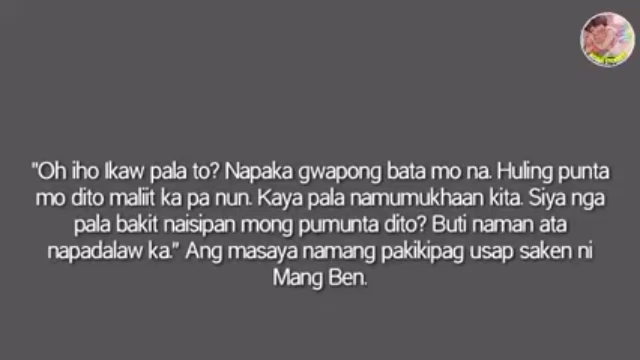 "Oh iho Ikaw pala to? Napaka gwapong bata mo na. Huling punta
mo dito maliit ka pa nun. Kaya pala namumukhaan kita. Siya nga
pala bakit naisipan mong pumunta dito? Buti naman ata
napadalaw ka." Ang masaya namang pakikipag usap saken ni
Mang Ben.